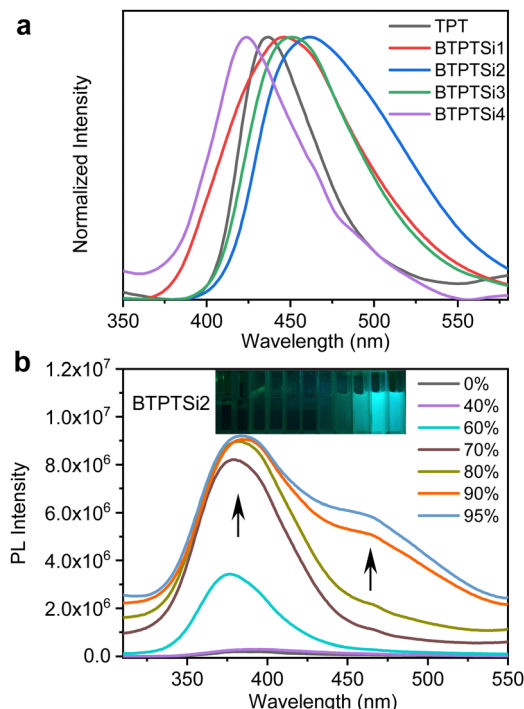 a
Normalized Intensity
TPT
BTPTSi1
BTPTSi2
BTPTSi3
BTPTSi4
350 400 450 500 550
Wavelength (nm)
b
PL Intensity
1.2x10⁷
1.0x10⁷
8.0x10⁶
6.0x10⁶
4.0x10⁶
2.0x10⁶
0.0
BTPTSi2
0%
40%
60%
70%
80%
90%
95%
350 400 450 500 550
Wavelength (nm)